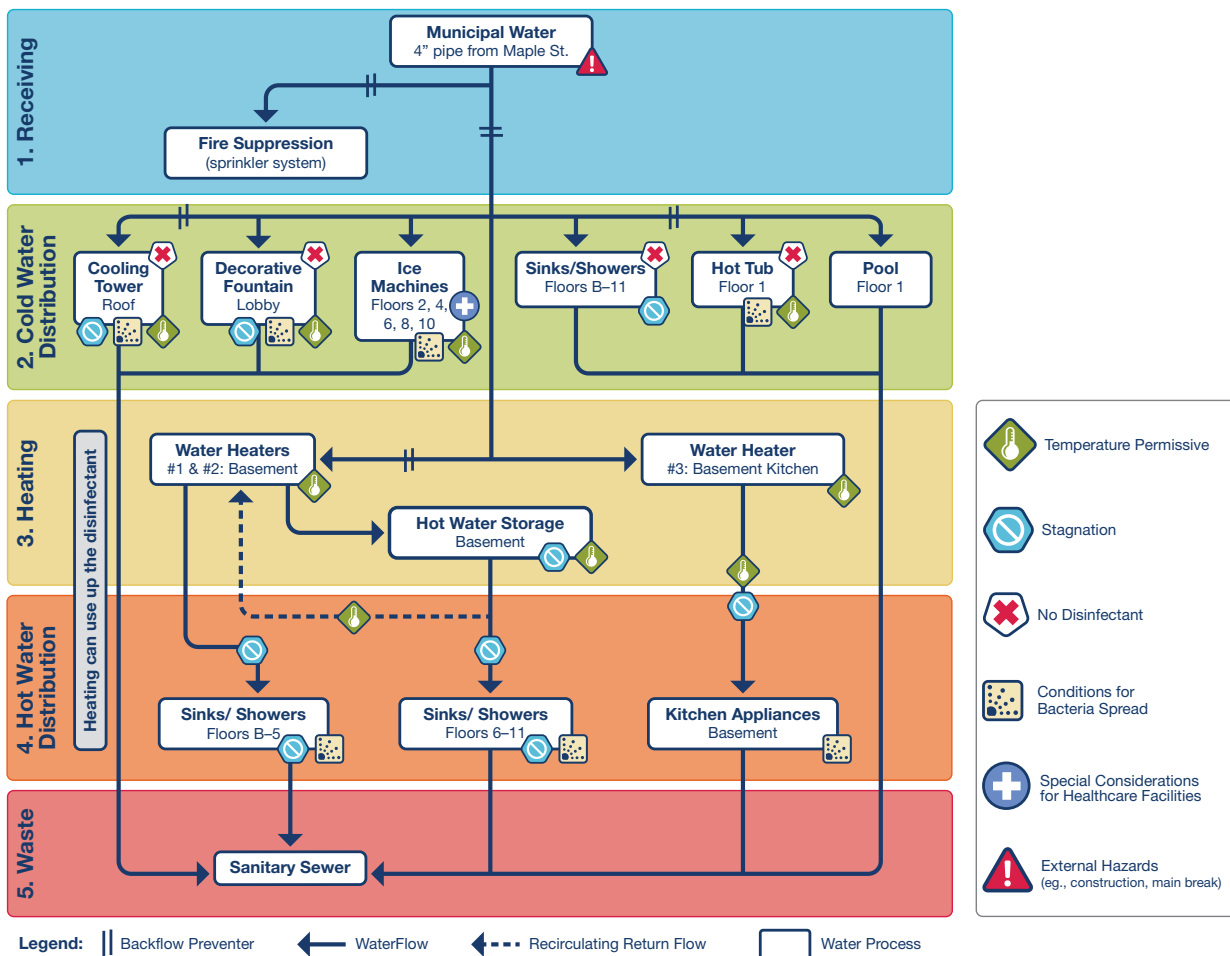 1. Receiving
Municipal Water
4” pipe from Maple St.
Fire Suppression
(sprinkler system)
2. Cold Water
Distribution
Cooling
Tower
Roof
Decorative
Fountain
Lobby
Ice
Machines
Floors 2, 4,
6, 8, 10
Sinks/Showers
Floors B–11
Hot Tub
Floor 1
Pool
Floor 1
3. Heating
Heating can use up the disinfectant
Water Heaters
#1 & #2: Basement
Water Heater
#3: Basement Kitchen
Hot Water Storage
Basement
4. Hot Water
Distribution
Sinks/ Showers
Floors B–5
Sinks/ Showers
Floors 6–11
Kitchen Appliances
Basement
5. Waste
Sanitary Sewer
Temperature Permissive
Stagnation
No Disinfectant
Conditions for
Bacteria Spread
Special Considerations
for Healthcare Facilities
External Hazards
(eg., construction, main break)
Legend:
Backflow Preventer
WaterFlow
Recirculating Return Flow
Water Process